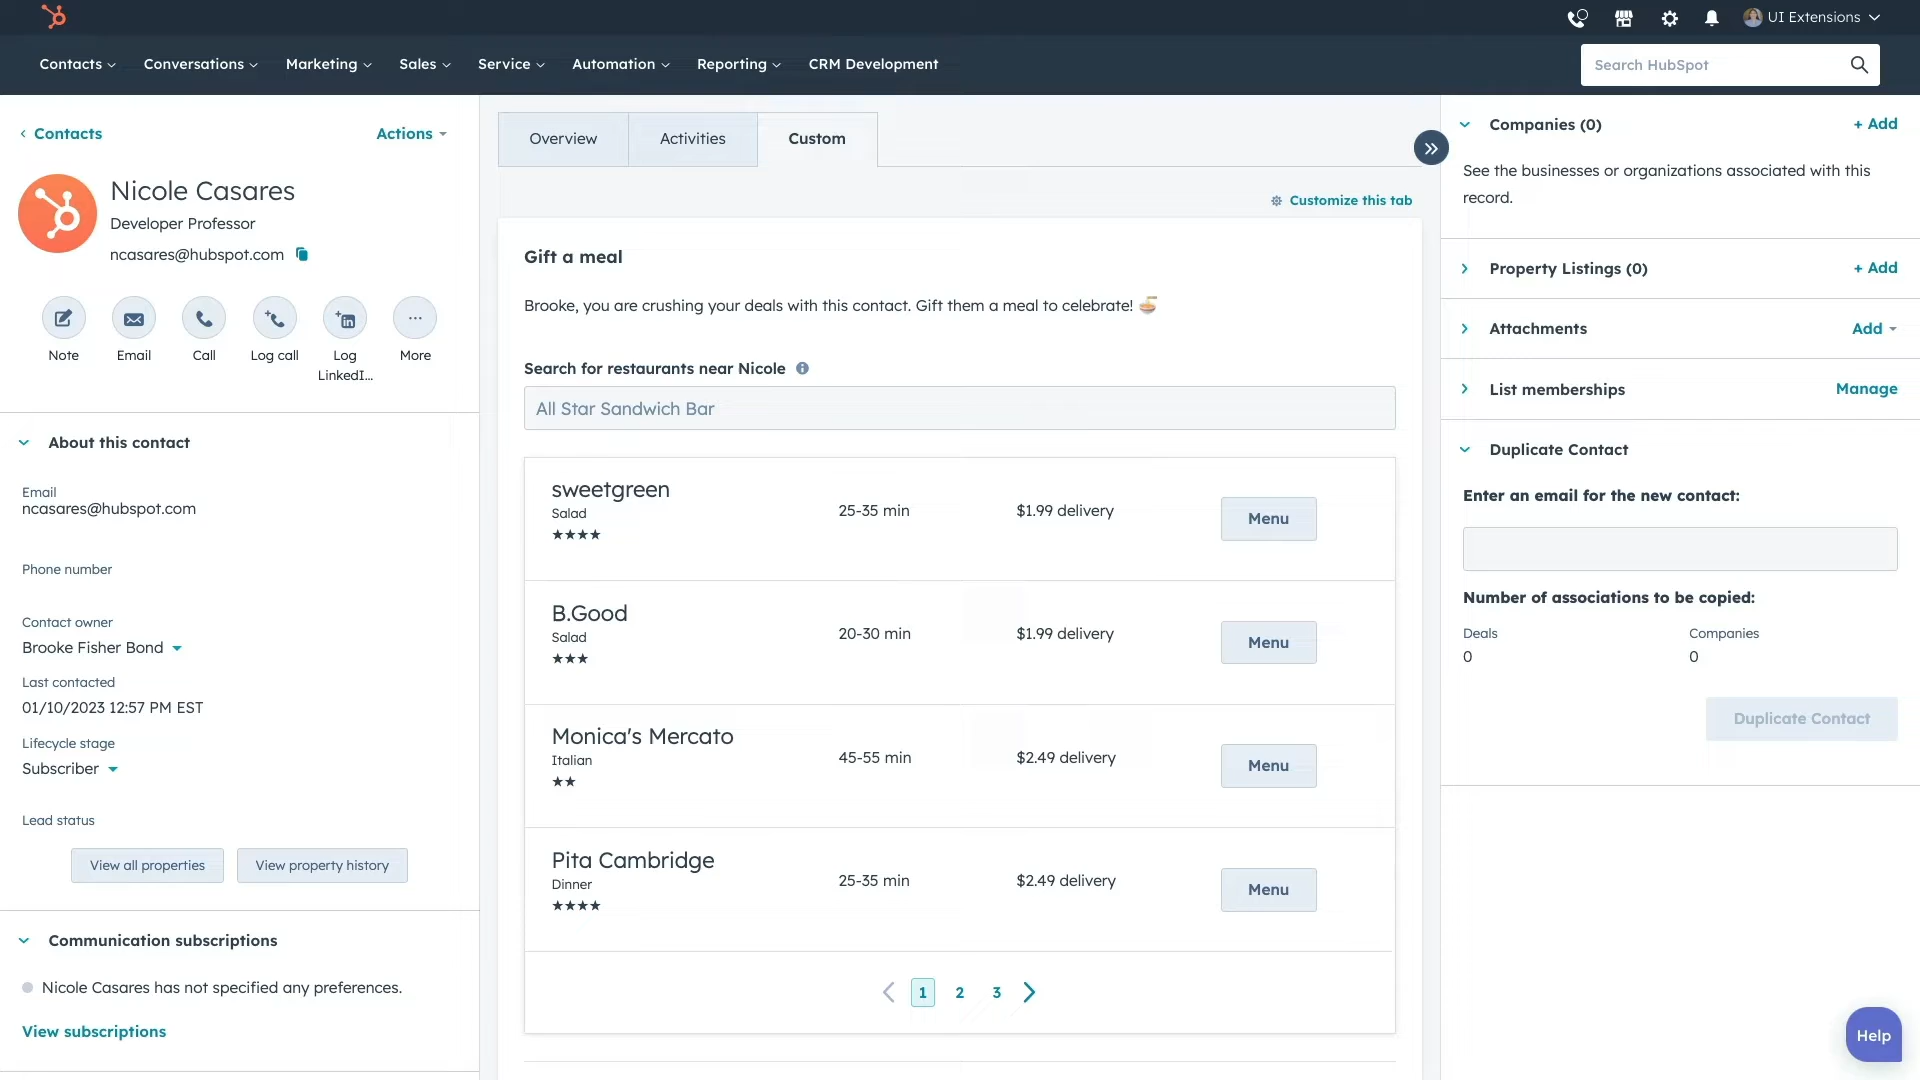 UI Extensions
Contacts Conversations Marketing Sales Service Automation Reporting CRM Development
Search HubSpot
Contacts
Actions
Nicole Casares
Developer Professor
ncasares@hubspot.com
Note
Email
Call
Log call
Log LinkedI...
More
About this contact
Email
ncasares@hubspot.com
Phone number
Contact owner
Brooke Fisher Bond
Last contacted
01/10/2023 12:57 PM EST
Lifecycle stage
Subscriber
Lead status
View all properties
View property history
Communication subscriptions
Nicole Casares has not specified any preferences.
View subscriptions
Overview
Activities
Custom
Customize this tab
Gift a meal
Brooke, you are crushing your deals with this contact. Gift them a meal to celebrate! 🍜
Search for restaurants near Nicole
All Star Sandwich Bar
sweetgreen
Salad
★★★★
25-35 min
$1.99 delivery
Menu
B.Good
Salad
★★★
20-30 min
$1.99 delivery
Menu
Monica's Mercato
Italian
★★
45-55 min
$2.49 delivery
Menu
Pita Cambridge
Dinner
★★★★
25-35 min
$2.49 delivery
Menu
1 2 3
Companies (0)
+ Add
See the businesses or organizations associated with this
record.
Property Listings (0)
+ Add
Attachments
Add
List memberships
Manage
Duplicate Contact
Enter an email for the new contact:
Number of associations to be copied:
Deals
0
Companies
0
Duplicate Contact
Help